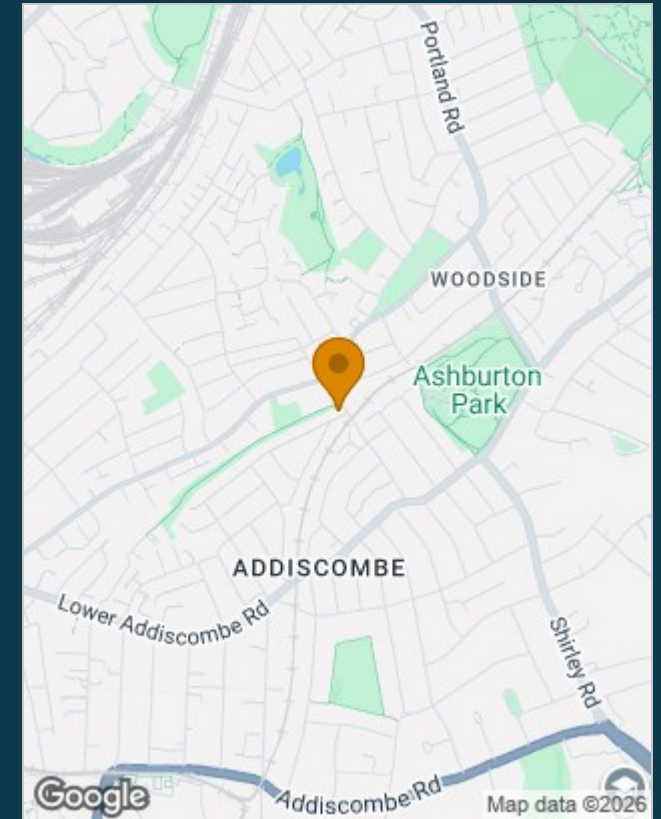 Portland Rd
WOODSIDE
Ashburton
Park
ADDISCOMBE
Lower Addiscombe Rd
Shirley Rd
Addiscombe Rd
Google
Map data ©2026